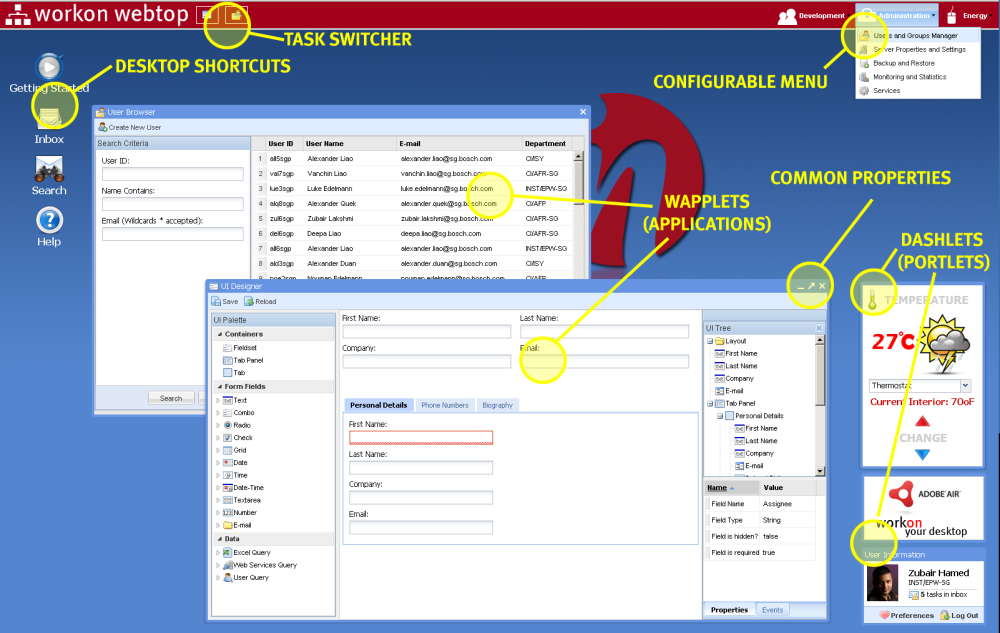 workon webtop
Development
Administration
Energy
TASK SWITCHER
CONFIGURABLE MENU
Users and Groups Manager
Server Properties and Settings
Backup and Restore
Monitoring and Statistics
Services
DESKTOP SHORTCUTS
Getting Started
Inbox
Search
Help
User Browser
Create New User
Search Criteria
User ID:
Name Contains:
Email (Wildcards * accepted):
Search
User ID User Name E-mail Department
1 all5sgp Alexander Liao alexander.liao@sg.bosch.com CI/ISY
2 val7sgp Vanchin Liao vanchin.liao@sg.bosch.com CI/AFR-SG
3 lue3sgp Luke Edelmann luke.edelmann@sg.bosch.com INST/EPW-SG
4 alq8sgp Alexander Quek alexander.quek@sg.bosch.com CI/AFP
5 zul6sgp Zubair Lakshmi zubair.lakshmi@sg.bosch.com CI/AFR-SG
6 del6sgp Deepa Liao deepa.liao@sg.bosch.com CI/AFR-SG
7 all6sgp Alexander Liao alexander.liao@sg.bosch.com INST/EPW-SG
8 ald3sgp Alexander Duan alexander.duan@sg.bosch.com CI/ISY
9 noe2sgp Nouman Edelmann nouman.edelmann@sg.bosch.com CI/AFR
WAPPLETS
(APPLICATIONS)
COMMON PROPERTIES
DASHLETS
(PORTLETS)
UI Designer
Save Reload
UI Palette
Containers
Fieldset
Tab Panel
Tab
Form Fields
Text
Combo
Radio
Check
Grid
Date
Time
Date-Time
Textarea
Number
E-mail
Data
Excel Query
Web Services Query
User Query
First Name: Last Name:
Company: Email:
Personal Details Phone Numbers Biography
First Name:
Last Name:
Company:
Email:
UI Tree
Layout
First Name
Last Name
Company
E-mail
Tab Panel
Personal Details
First Name
Last Name
Company
E-mail
Name Value
Field Name Assignee
Field Type String
Field is hidden? false
Field is required true
Properties Events
TEMPERATURE
27°C
Thermostat
Current Interior: 70oF
CHANGE
ADOBE AIR
workon
your desktop
User Information
Zubair Hamed
INST/EPW-SG
5 tasks in inbox
Preferences Log Out